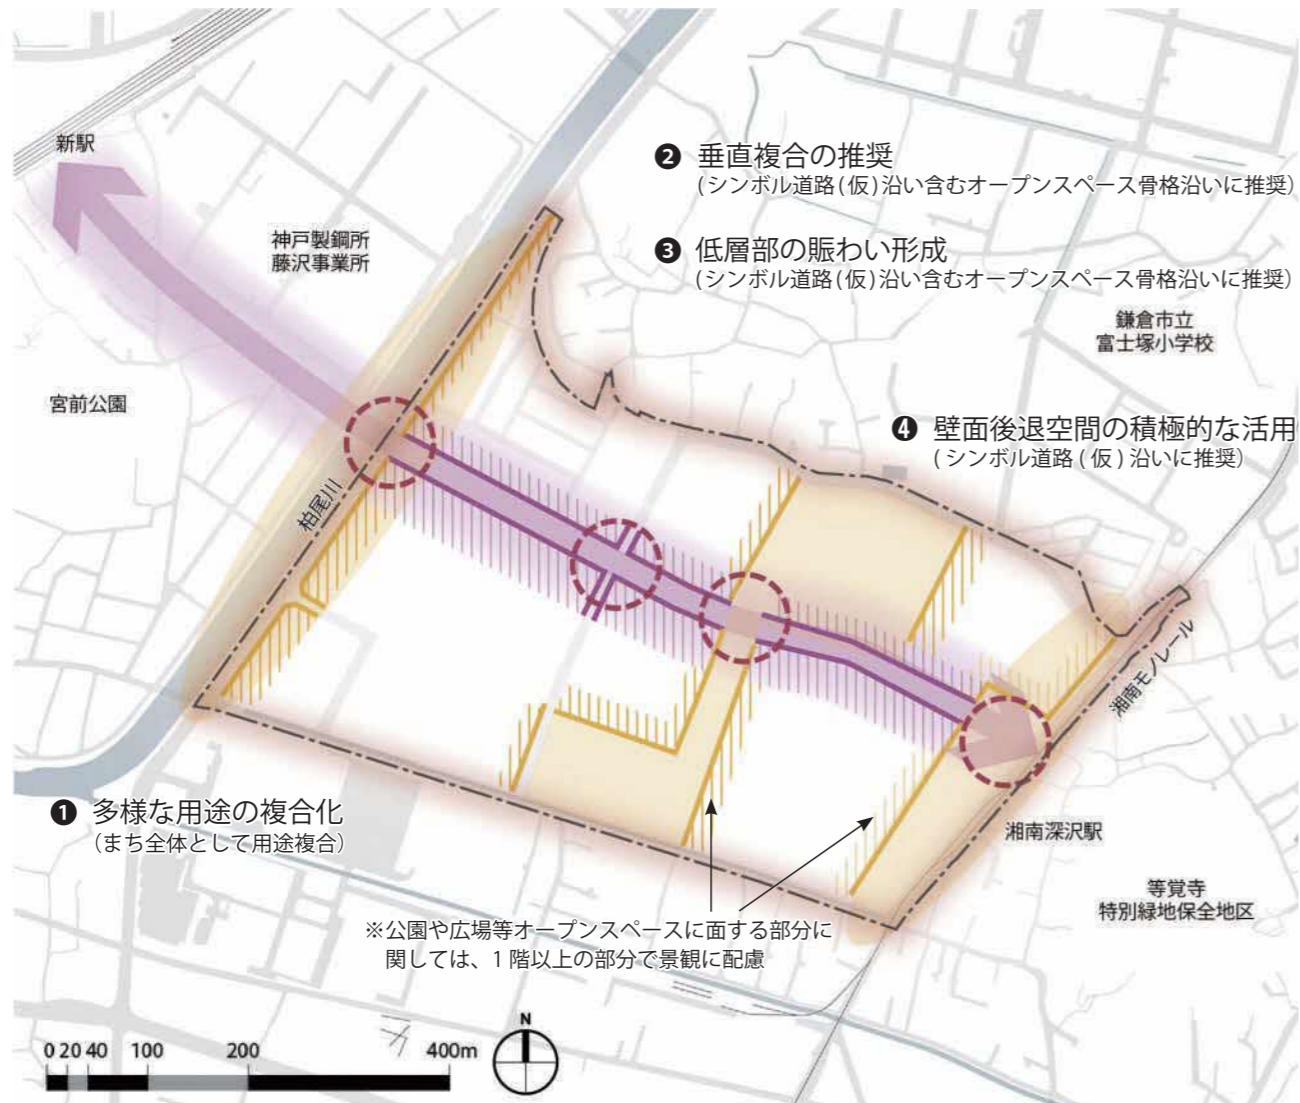 新駅
❷ 垂直複合の推奨
(シンボル道路(仮)沿い含むオープンスペース骨格沿いに推奨)
神戸製鋼所
藤沢事業所
❸ 低層部の賑わい形成
(シンボル道路(仮)沿い含むオープンスペース骨格沿いに推奨)
鎌倉市立
富士塚小学校
宮前公園
❹ 壁面後退空間の積極的な活用
(シンボル道路(仮)沿いに推奨)
柏尾川
湘南モノレール
❶ 多様な用途の複合化
(まち全体として用途複合)
湘南深沢駅
等覚寺
特別緑地保全地区
※公園や広場等オープンスペースに面する部分に
関しては、1階以上の部分で景観に配慮
N
0 20 40 100 200 400m